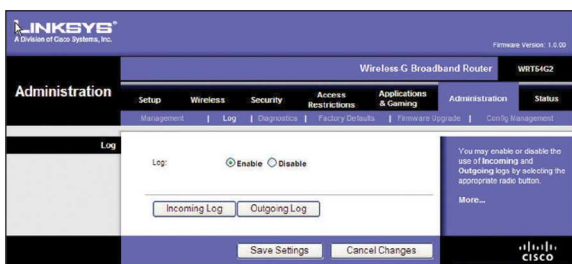 LINKSYS®
A Division of Cisco Systems, Inc.
Firmware Version: 1.0.00
Wireless-G Broadband Router WRT54G2
Administration
Setup Wireless Security Access Restrictions Applications & Gaming Administration Status
Management | Log | Diagnostics | Factory Defaults | Firmware Upgrade | Config Management
Log
Log: Enable Disable
Incoming Log Outgoing Log
You may enable or disable the
use of Incoming and
Outgoing logs by selecting the
appropriate radio button.
More...
Save Settings Cancel Changes
CISCO